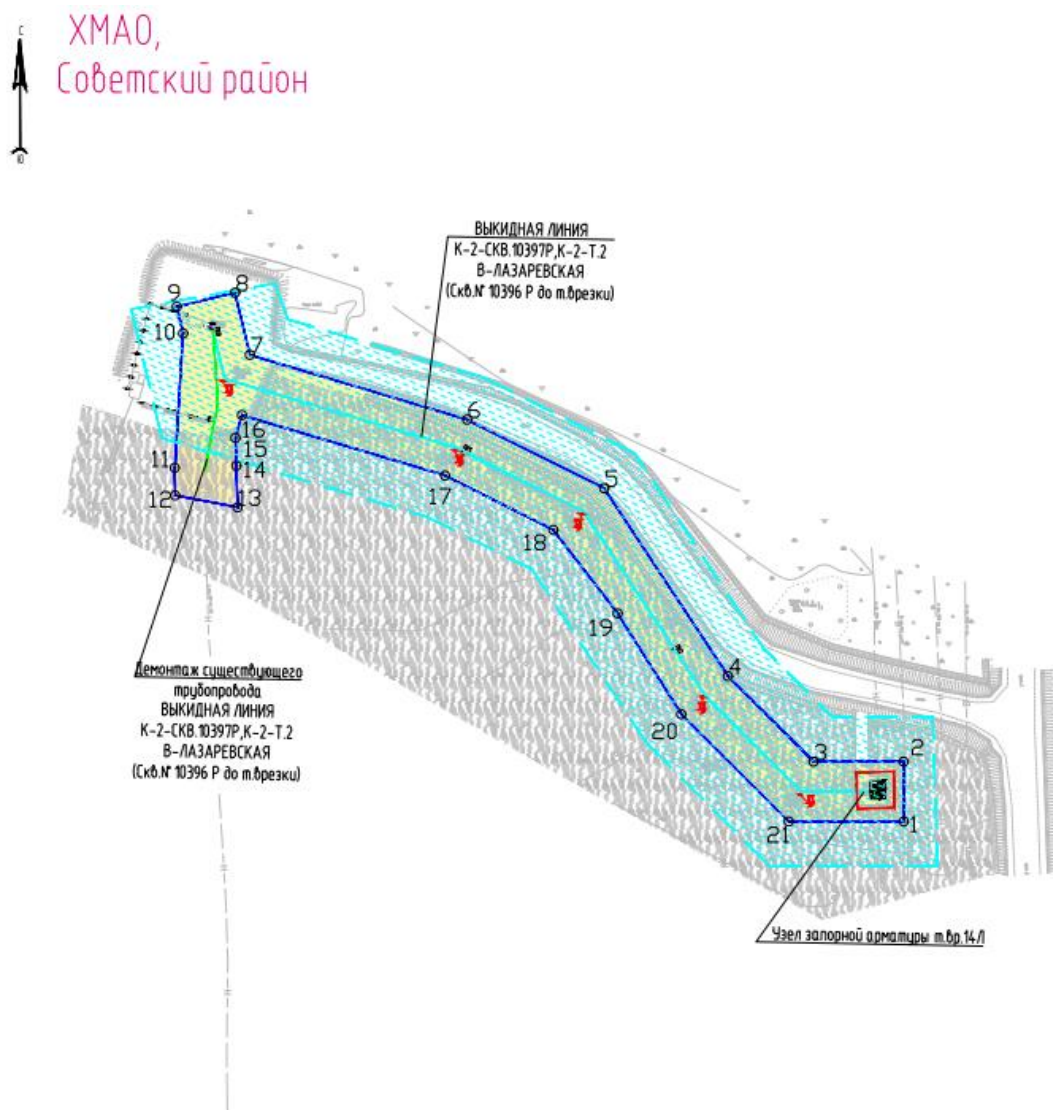 С
ХМАО,
Советский район
Ю
ВЫКИДНАЯ ЛИНИЯ
К-2-СКВ.10397Р,К-2-Т.2
В-ЛАЗАРЕВСКАЯ
(Скв.№ 10396 Р до т.врезки)
8
9
10
7
6
16
15
14
11
12
13
17
5
18
19
4
20
3
2
21
1
Демонтаж существующего
трубопровода
ВЫКИДНАЯ ЛИНИЯ
К-2-СКВ.10397Р,К-2-Т.2
В-ЛАЗАРЕВСКАЯ
(Скв.№ 10396 Р до т.врезки)
Узел запорной арматуры т.вр.14Л